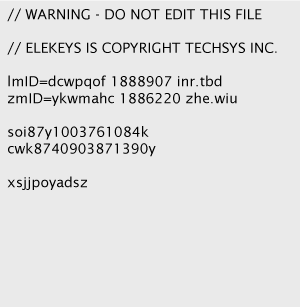 // WARNING - DO NOT EDIT THIS FILE
// ELEKEYS IS COPYRIGHT TECHSYS INC.
lmID=dcwpqof 1888907 inr.tbd
zmID=ykwmahc 1886220 zhe.wiu
soi87y1003761084k
cwk8740903871390y
xsjjpoyadsz